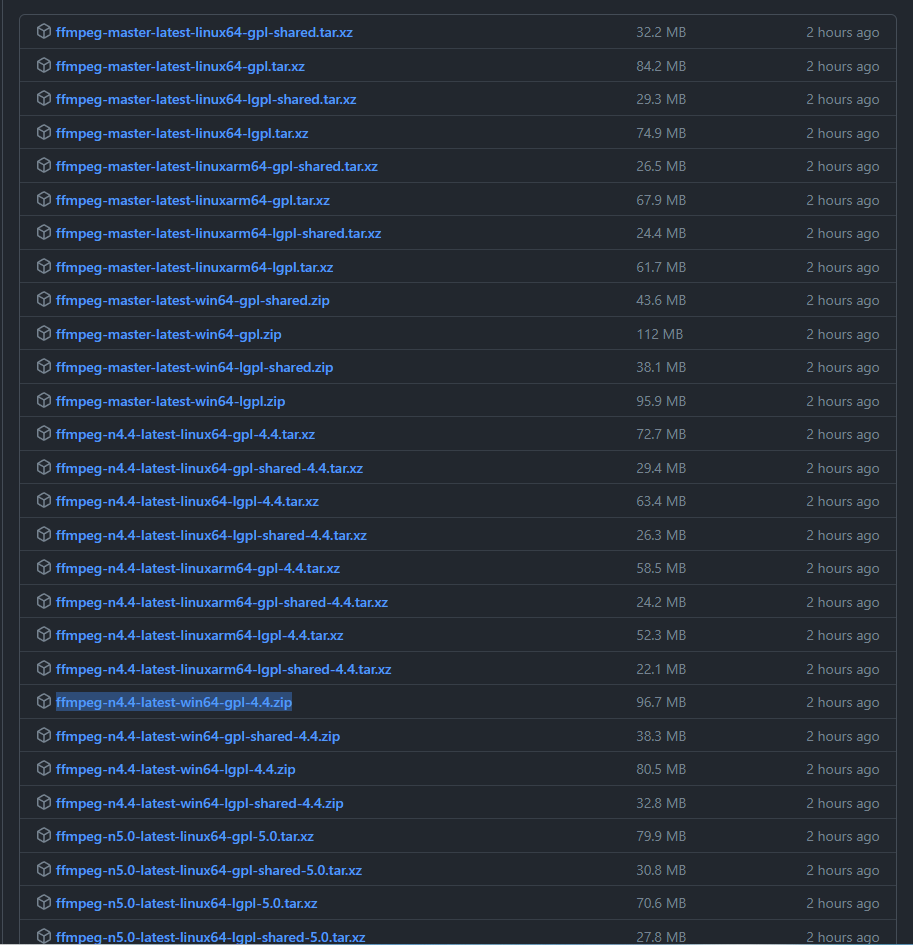 ffmpeg-master-latest-linux64-gpl-shared.tar.xz 32.2 MB 2 hours ago
ffmpeg-master-latest-linux64-gpl.tar.xz 84.2 MB 2 hours ago
ffmpeg-master-latest-linux64-lgpl-shared.tar.xz 29.3 MB 2 hours ago
ffmpeg-master-latest-linux64-lgpl.tar.xz 74.9 MB 2 hours ago
ffmpeg-master-latest-linuxarm64-gpl-shared.tar.xz 26.5 MB 2 hours ago
ffmpeg-master-latest-linuxarm64-gpl.tar.xz 67.9 MB 2 hours ago
ffmpeg-master-latest-linuxarm64-lgpl-shared.tar.xz 24.4 MB 2 hours ago
ffmpeg-master-latest-linuxarm64-lgpl.tar.xz 61.7 MB 2 hours ago
ffmpeg-master-latest-win64-gpl-shared.zip 43.6 MB 2 hours ago
ffmpeg-master-latest-win64-gpl.zip 112 MB 2 hours ago
ffmpeg-master-latest-win64-lgpl-shared.zip 38.1 MB 2 hours ago
ffmpeg-master-latest-win64-lgpl.zip 95.9 MB 2 hours ago
ffmpeg-n4.4-latest-linux64-gpl-4.4.tar.xz 72.7 MB 2 hours ago
ffmpeg-n4.4-latest-linux64-gpl-shared-4.4.tar.xz 29.4 MB 2 hours ago
ffmpeg-n4.4-latest-linux64-lgpl-4.4.tar.xz 63.4 MB 2 hours ago
ffmpeg-n4.4-latest-linux64-lgpl-shared-4.4.tar.xz 26.3 MB 2 hours ago
ffmpeg-n4.4-latest-linuxarm64-gpl-4.4.tar.xz 58.5 MB 2 hours ago
ffmpeg-n4.4-latest-linuxarm64-gpl-shared-4.4.tar.xz 24.2 MB 2 hours ago
ffmpeg-n4.4-latest-linuxarm64-lgpl-4.4.tar.xz 52.3 MB 2 hours ago
ffmpeg-n4.4-latest-linuxarm64-lgpl-shared-4.4.tar.xz 22.1 MB 2 hours ago
ffmpeg-n4.4-latest-win64-gpl-4.4.zip 96.7 MB 2 hours ago
ffmpeg-n4.4-latest-win64-gpl-shared-4.4.zip 38.3 MB 2 hours ago
ffmpeg-n4.4-latest-win64-lgpl-4.4.zip 80.5 MB 2 hours ago
ffmpeg-n4.4-latest-win64-lgpl-shared-4.4.zip 32.8 MB 2 hours ago
ffmpeg-n5.0-latest-linux64-gpl-5.0.tar.xz 79.9 MB 2 hours ago
ffmpeg-n5.0-latest-linux64-gpl-shared-5.0.tar.xz 30.8 MB 2 hours ago
ffmpeg-n5.0-latest-linux64-lgpl-5.0.tar.xz 70.6 MB 2 hours ago
ffmpeg-n5.0-latest-linux64-lgpl-shared-5.0.tar.xz 27.8 MB 2 hours ago